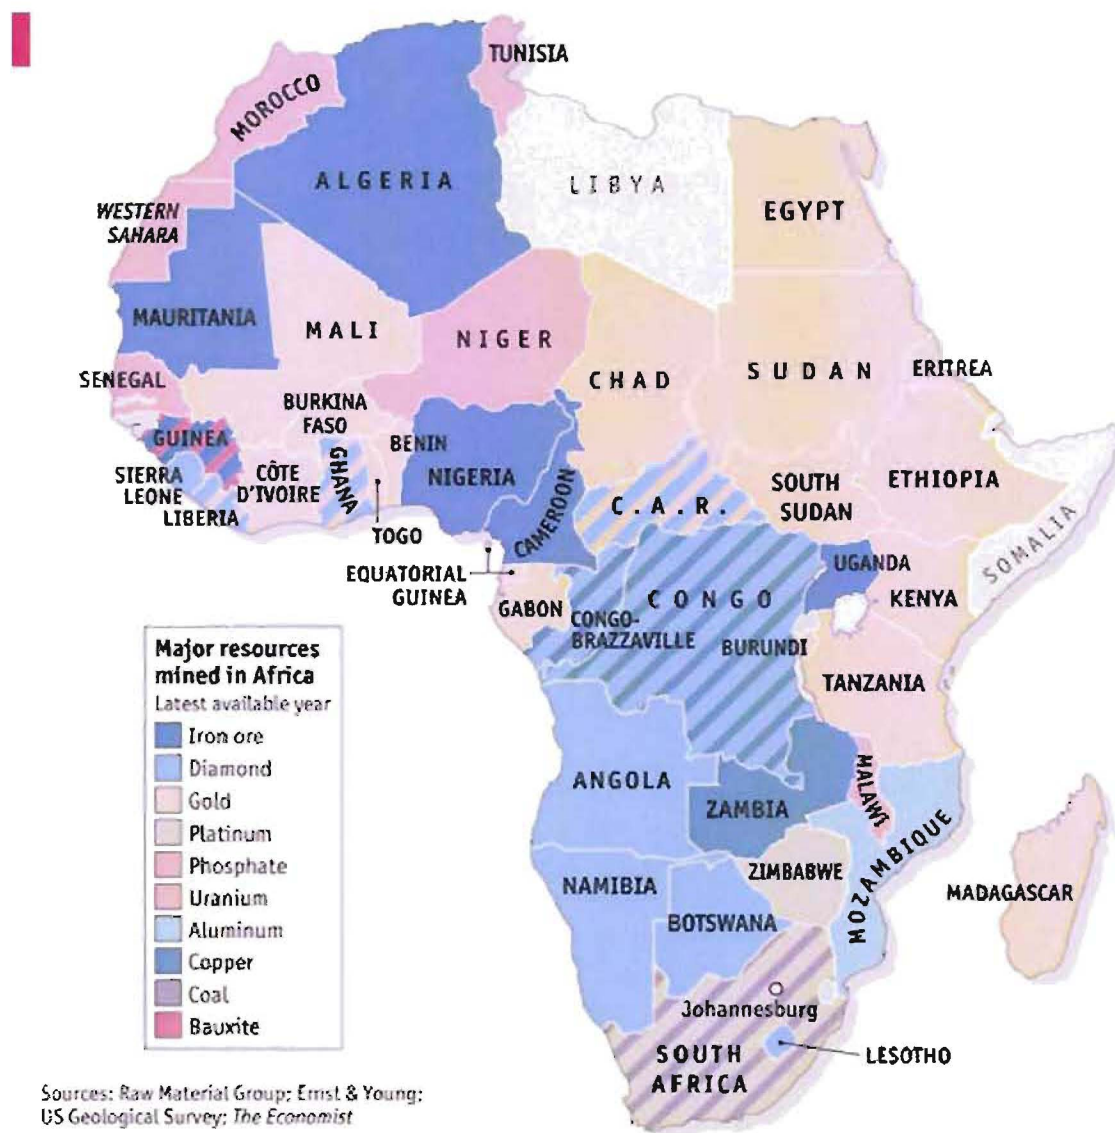 TUNISIA
MOROCCO
ALGERIA
LIBYA
EGYPT
WESTERN
SAHARA
MAURITANIA
MALI
NIGER
CHAD
SUDAN
ERITREA
SENEGAL
BURKINA
FASO
BENIN
GUINEA
SIERRA
LEONE
CÔTE
D'IVOIRE
GHANA
NIGERIA
C.A.R.
SOUTH
SUDAN
ETHIOPIA
LIBERIA
TOGO
CAMEROON
SOMALIA
EQUATORIAL
GUINEA
GABON
CONGO-
BRAZZAVILLE
CONGO
UGANDA
KENYA
BURUNDI
TANZANIA
Major resources
mined in Africa
Latest available year
Iron ore
Diamond
Gold
Platinum
Phosphate
Uranium
Aluminum
Copper
Coal
Bauxite
ANGOLA
ZAMBIA
MALAWI
MOZAMBIQUE
NAMIBIA
BOTSWANA
ZIMBABWE
MADAGASCAR
Johannesburg
SOUTH
AFRICA
LESOTHO
Sources: Raw Material Group; Ernst & Young;
US Geological Survey; The Economist